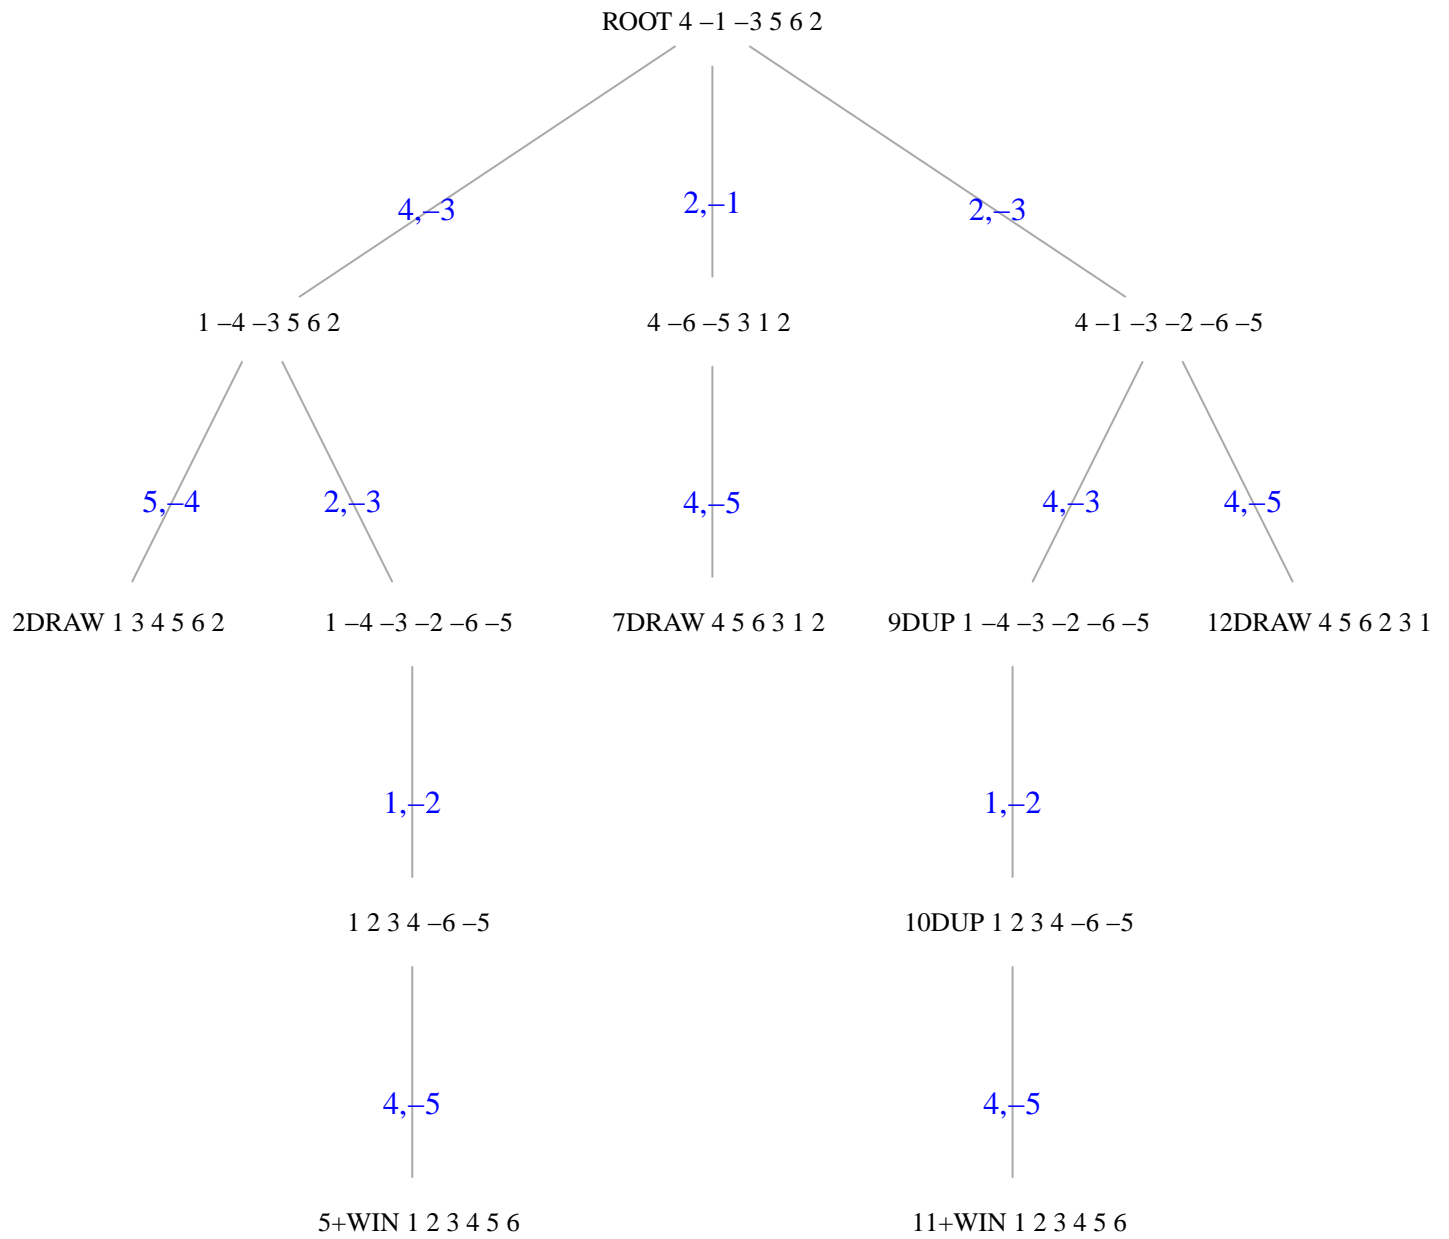 ROOT 4 –1 –3 5 6 2
4,–3
2,–1
2,–3
1 –4 –3 5 6 2
4 –6 –5 3 1 2
4 –1 –3 –2 –6 –5
5,–4
2,–3
4,–5
4,–3
4,–5
2DRAW 1 3 4 5 6 2
1 –4 –3 –2 –6 –5
7DRAW 4 5 6 3 1 2
9DUP 1 –4 –3 –2 –6 –5
12DRAW 4 5 6 2 3 1
1,–2
1,–2
1 2 3 4 –6 –5
10DUP 1 2 3 4 –6 –5
4,–5
4,–5
5+WIN 1 2 3 4 5 6
11+WIN 1 2 3 4 5 6